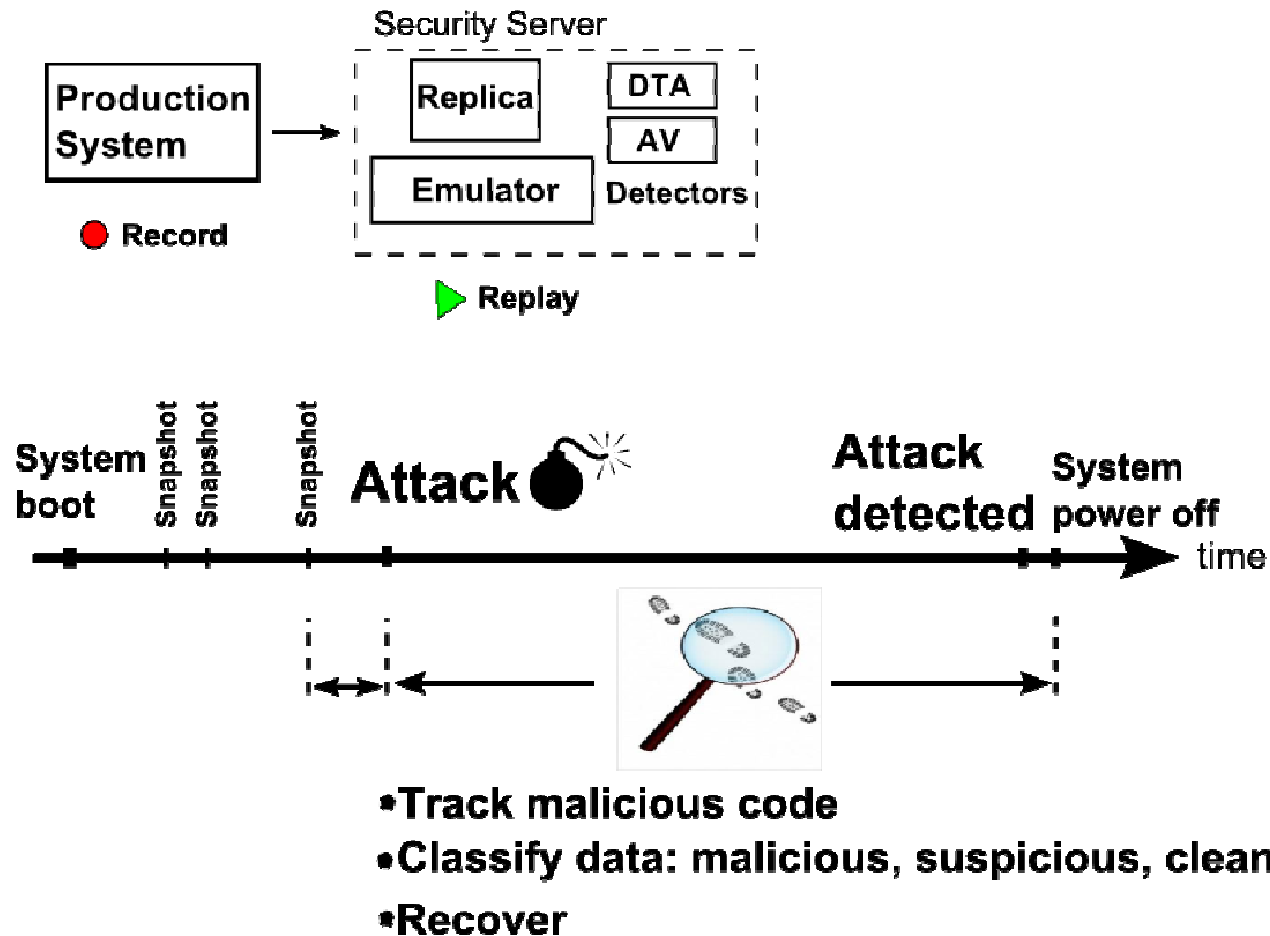 Security Server
Production
System
Replica
DTA
AV
Emulator
Detectors
Record
Replay
System
boot
Snapshot
Snapshot
Snapshot
Attack
Attack
detected
System
power off
time
•Track malicious code
•Classify data: malicious, suspicious, clean
•Recover